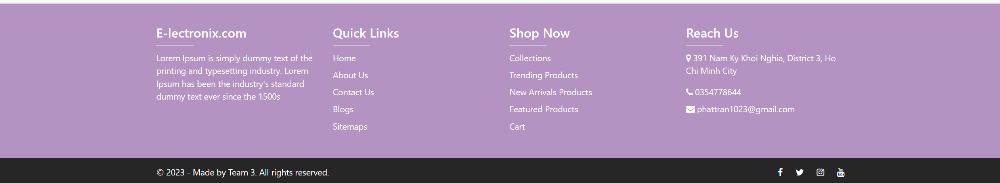 E-lectronix.com
Lorem Ipsum is simply dummy text of the
printing and typesetting industry. Lorem
Ipsum has been the industry's standard
dummy text ever since the 1500s
Quick Links
Home
About Us
Contact Us
Blogs
Sitemaps
Shop Now
Collections
Trending Products
New Arrivals Products
Featured Products
Cart
Reach Us
391 Nam Ky Khoi Nghia, District 3, Ho
Chi Minh City
0354778644
phattran1023@gmail.com
© 2023 - Made by Team 3. All rights reserved.
You
Tube